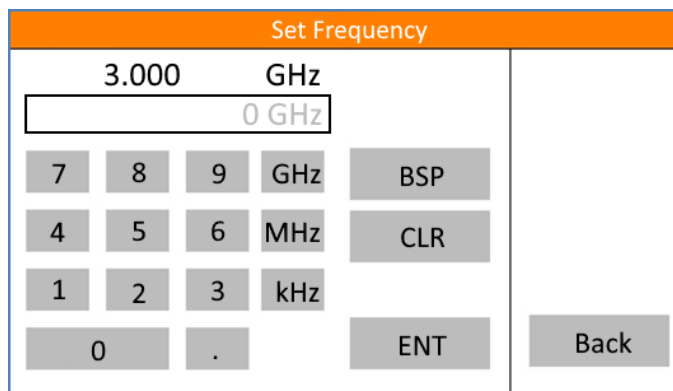 Set Frequency
3.000 GHz
0 GHz
7 8 9 GHz BSP
4 5 6 MHz CLR
1 2 3 kHz
0 . ENT Back